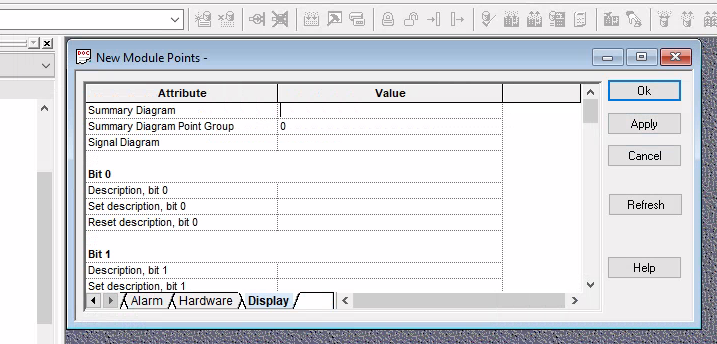 DOC
New Module Points -
Attribute Value
Summary Diagram
Summary Diagram Point Group 0
Signal Diagram
Bit 0
Description, bit 0
Set description, bit 0
Reset description, bit 0
Bit 1
Description, bit 1
Set description, bit 1
Alarm Hardware Display
Ok
Apply
Cancel
Refresh
Help